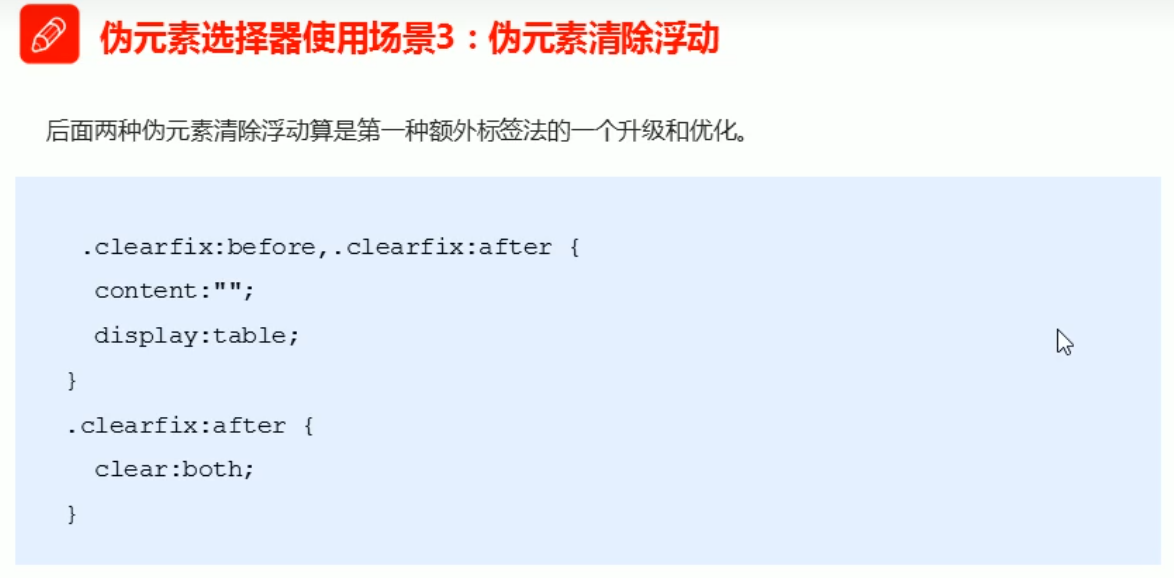 伪元素选择器使用场景3：伪元素清除浮动
后面两种伪元素清除浮动算是第一种额外标签法的一个升级和优化。
.clearfix:before,.clearfix:after {
content:"";
display:table;
}
.clearfix:after {
clear:both;
}